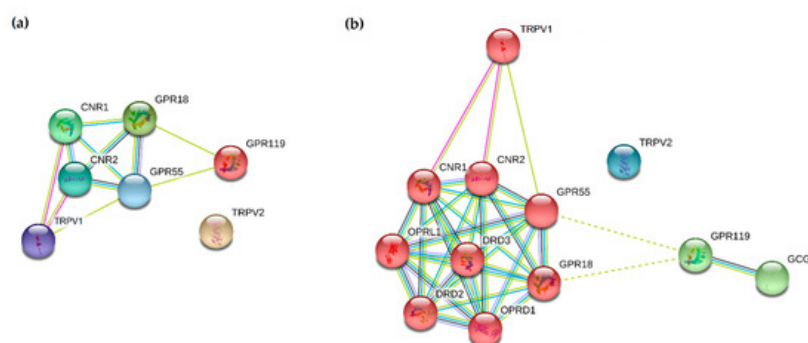 (a)
CNR1
GPR18
GPR119
CNR2
GPR55
TRPV2
TRPV1
(b)
TRPV1
TRPV2
CNR1
CNR2
GPR55
OPRL1
DRD3
GPR119
GPR18
GCG
DRD2
OPRD1